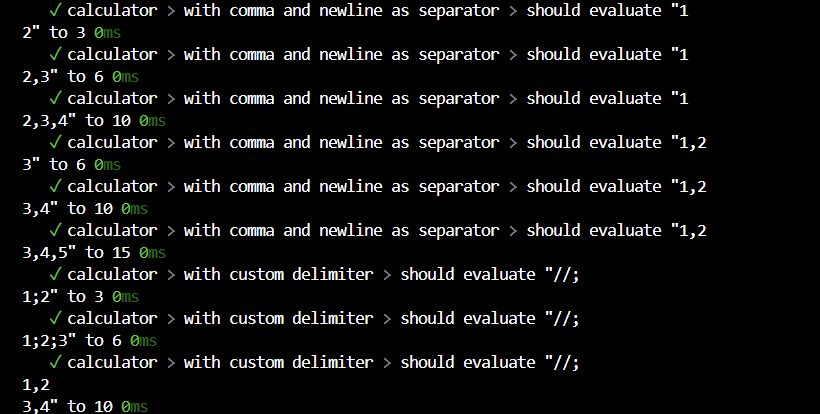 ✓ calculator > with comma and newline as separator > should evaluate "1
2" to 3 0ms
✓ calculator > with comma and newline as separator > should evaluate "1
2,3" to 6 0ms
✓ calculator > with comma and newline as separator > should evaluate "1
2,3,4" to 10 0ms
✓ calculator > with comma and newline as separator > should evaluate "1,2
3" to 6 0ms
✓ calculator > with comma and newline as separator > should evaluate "1,2
3,4" to 10 0ms
✓ calculator > with comma and newline as separator > should evaluate "1,2
3,4,5" to 15 0ms
✓ calculator > with custom delimiter > should evaluate "//;
1;2" to 3 0ms
✓ calculator > with custom delimiter > should evaluate "//;
1;2;3" to 6 0ms
✓ calculator > with custom delimiter > should evaluate "//;
1,2
3,4" to 10 0ms